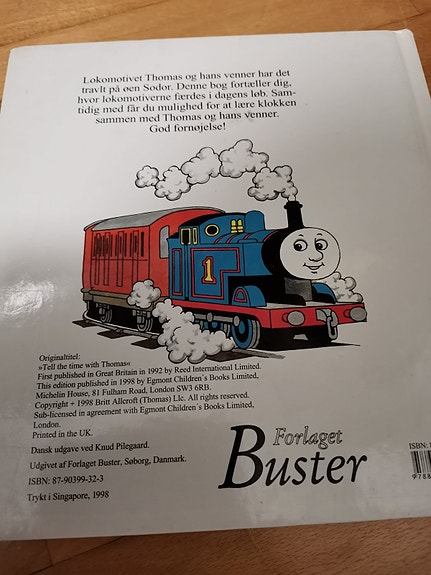 Lokomotivet Thomas og hans venner har det
travlt på øen Sodor. Denne bog fortæller dig,
hvor lokomotiverne færdes i dagens løb. Sam-
tidig med får du mulighed for at lære klokken
sammen med Thomas og hans venner.
God fornøjelse!
1
Originaltitel:
»Tell the time with Thomas«
First published in Great Britain in 1992 by Reed International Limited.
This edition published in 1998 by Egmont Children´s Books Limited,
Michelin House, 81 Fulham Road, London SW3 6RB.
Copyright + 1998 Britt Allcroft (Thomas) Llc. All rights reserved.
Sub-licensed in agreement with Egmont Children´s Books Limited,
London.
Printed in the UK.
Dansk udgave ved Knud Pilegaard.
Udgivet af Forlaget Buster, Søborg, Danmark.
ISBN: 87-90399-32-3
Trykt i Singapore, 1998
Forlaget
Buster
ISBN:
9788